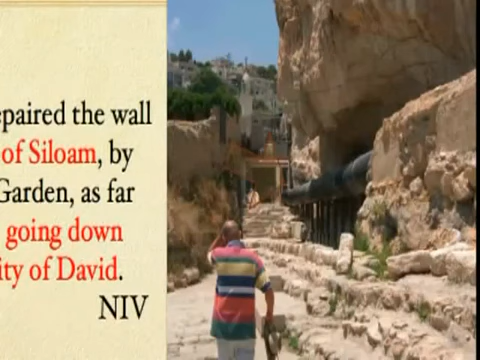 epaired the wall
of Siloam, by
Garden, as far
going down
ity of David.
NIV